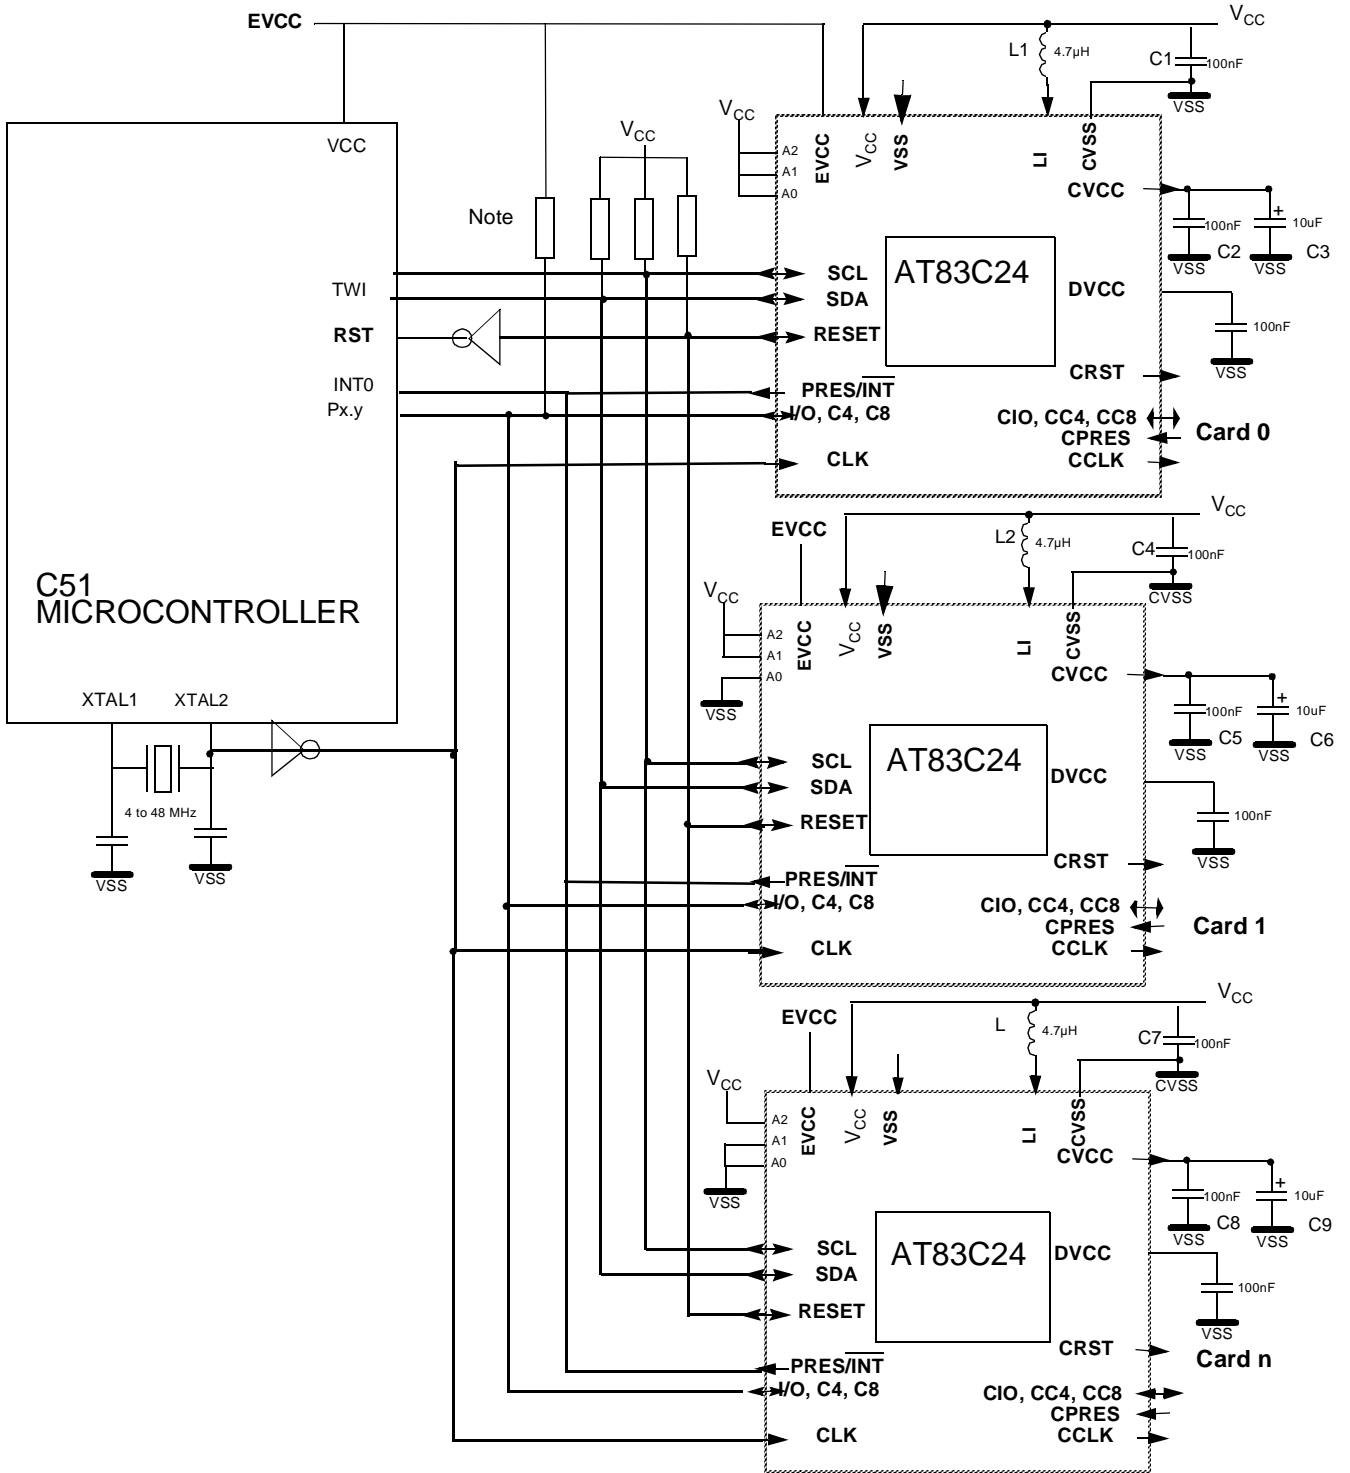 EVCC
VCC
L1
4.7µH
C1
100nF
VSS
VCC
VCC
VCC
A2
A1
A0
EVCC
VCC
VSS
LI
CVSS
CVCC
100nF
10uF
+
VSS
C2
VSS
C3
Note
AT83C24
SCL
SDA
RESET
PRES/INT
I/O, C4, C8
CLK
DVCC
100nF
VSS
CRST
CIO, CC4, CC8
CPRES
CCLK
Card 0
TWI
RST
INT0
Px.y
C51
MICROCONTROLLER
XTAL1
XTAL2
4 to 48 MHz
VSS
VSS
EVCC
VCC
L2
4.7µH
C4
100nF
CVSS
VCC
A2
A1
A0
VSS
EVCC
VCC
VSS
LI
CVSS
CVCC
100nF
10uF
+
C5
C6
VSS
VSS
AT83C24
SCL
SDA
RESET
PRES/INT
I/O, C4, C8
CLK
DVCC
100nF
VSS
CRST
CIO, CC4, CC8
CPRES
CCLK
Card 1
EVCC
VCC
L
4.7µH
C7
100nF
CVSS
VCC
A2
A1
A0
VSS
EVCC
VCC
VSS
LI
CVSS
CVCC
100nF
10uF
+
C8
C9
VSS
VSS
AT83C24
SCL
SDA
RESET
PRES/INT
I/O, C4, C8
CLK
DVCC
100nF
VSS
CRST
Card n
CIO, CC4, CC8
CPRES
CCLK